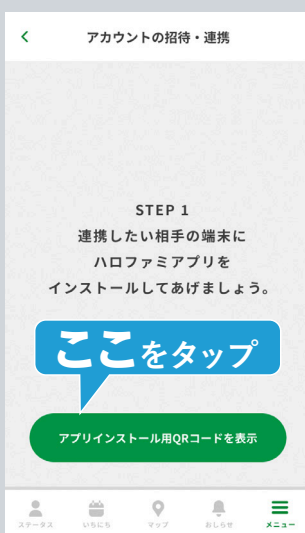 アカウントの招待・連携
STEP 1
連携したい相手の端末に
ハロファミアプリを
インストールしてあげましょう。
ここをタップ
アプリインストール用QRコードを表示
ステータス
いちにち
マップ
おしらせ
メニュー